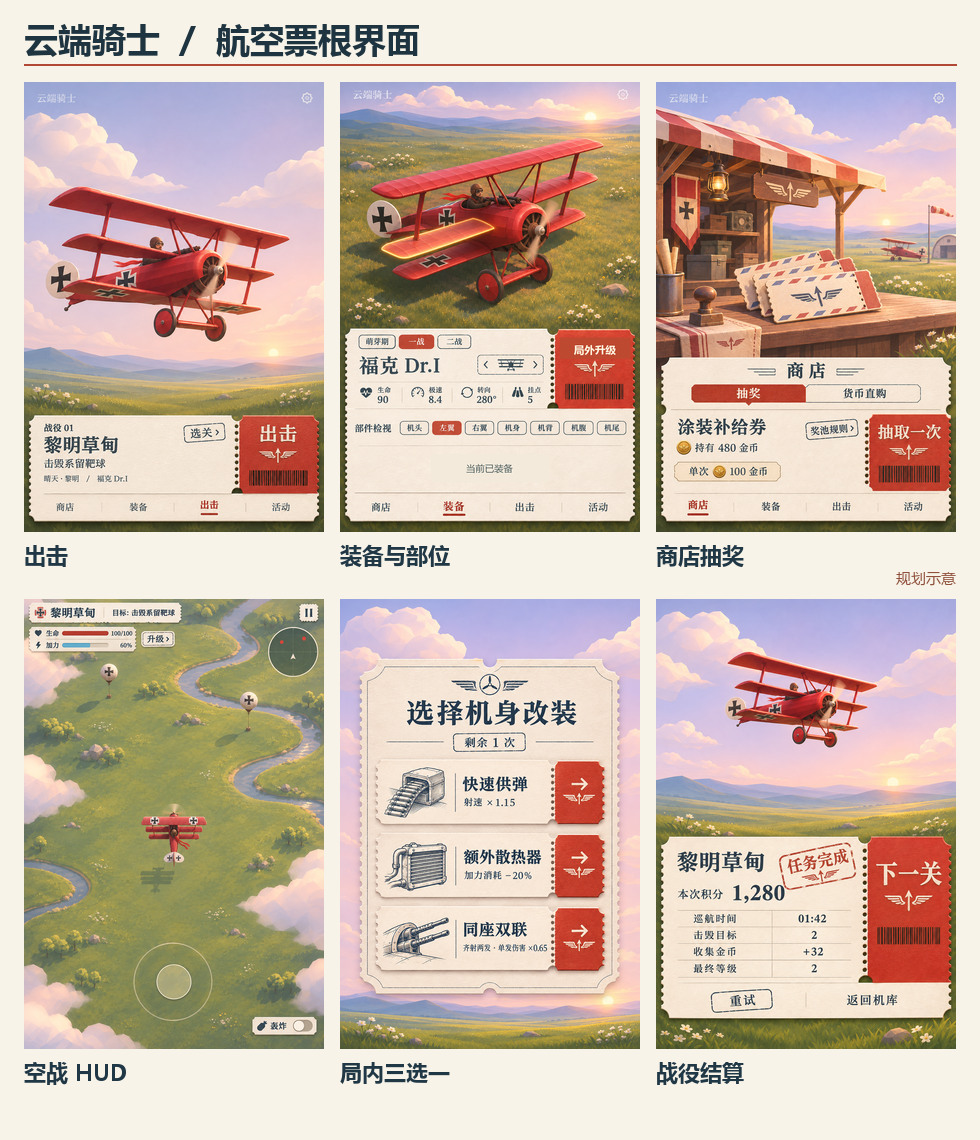 云端骑士 / 航空票根界面
云端骑士
战役 01
黎明草甸
击毁系留靶球
晴天·黎明 / 福克 Dr.I
选关 ›
出击
商店
装备
出击
活动
出击
云端骑士
萌芽期
一战
二战
福克 Dr.I
生命 90
极速 8.4
转向 280°
挂点 5
局外升级
部件检视
机头
左翼
右翼
机身
机背
机腹
机尾
当前已装备
商店
装备
出击
活动
装备与部位
云端骑士
商店
抽奖
货币直购
涂装补给券
奖池规则 ›
持有 480 金币
单次 100 金币
抽取一次
商店
装备
出击
活动
商店抽奖
规划示意
黎明草甸
目标: 击毁系留靶球
生命 100/100
加力 60%
升级 ›
轰炸
空战 HUD
选择机身改装
剩余 1 次
快速供弹
射速 ×1.15
额外散热器
加力消耗 −20%
同座双联
齐射两发·单发伤害 ×0.65
局内三选一
黎明草甸
任务完成
本次积分 1,280
巡航时间 01:42
击毁目标 2
收集金币 +32
最终等级 2
下一关
重试
返回机库
战役结算